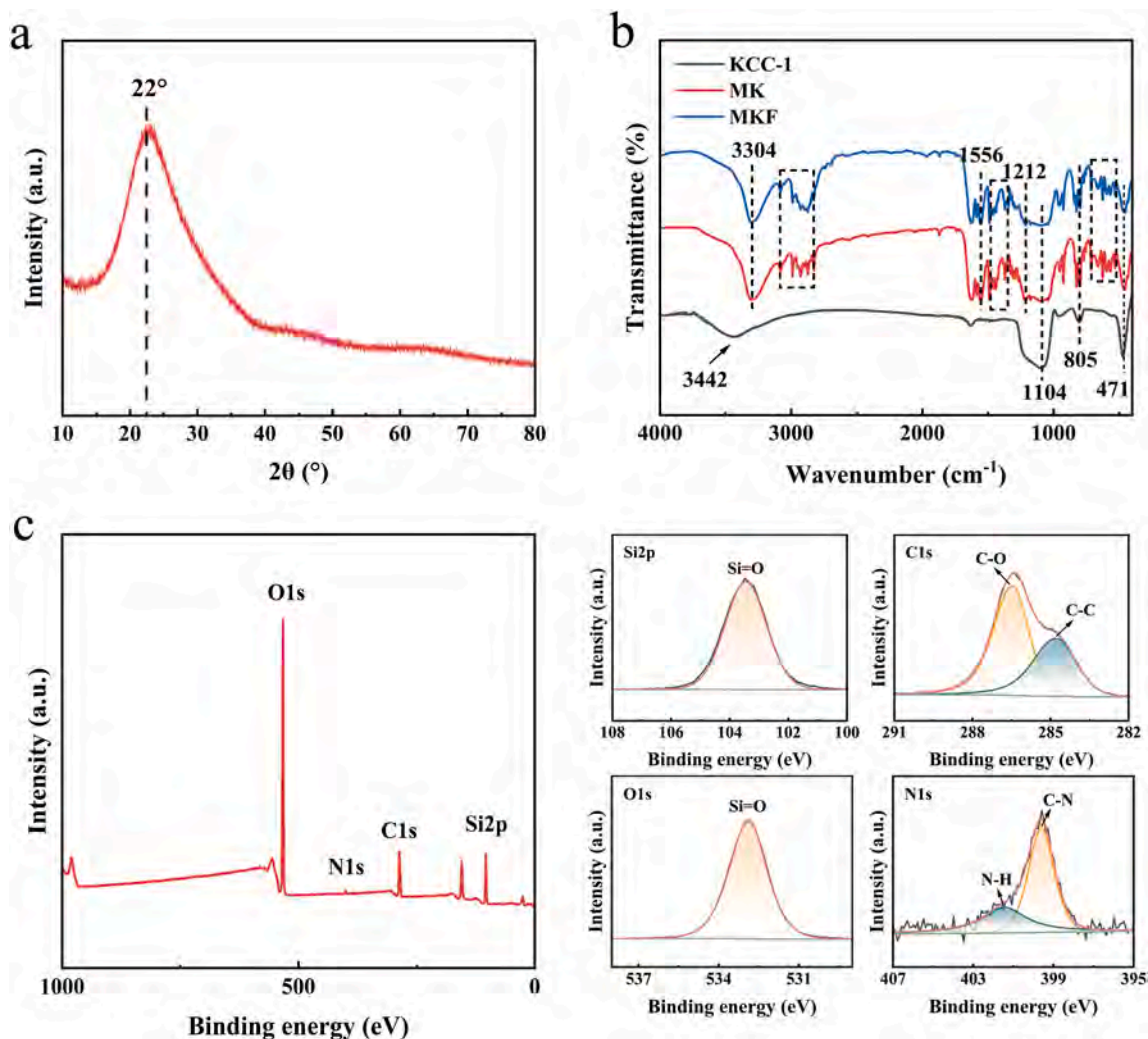 a
22°
Intensity (a.u.)
10 20 30 40 50 60 70 80
2θ (°)
b
KCC-1
MK
MKF
3304
1556
1212
3442
1104
805
471
Transmittance (%)
4000 3000 2000 1000
Wavenumber (cm-1)
c
O1s
N1s
C1s
Si2p
Intensity (a.u.)
1000 500 0
Binding energy (eV)
Si2p
Si=O
Intensity (a.u.)
108 106 104 102 100
Binding energy (eV)
C1s
C-O
C-C
Intensity (a.u.)
291 288 285 282
Binding energy (eV)
O1s
Si=O
Intensity (a.u.)
537 534 531
Binding energy (eV)
N1s
C-N
N-H
Intensity (a.u.)
407 403 399 395
Binding energy (eV)